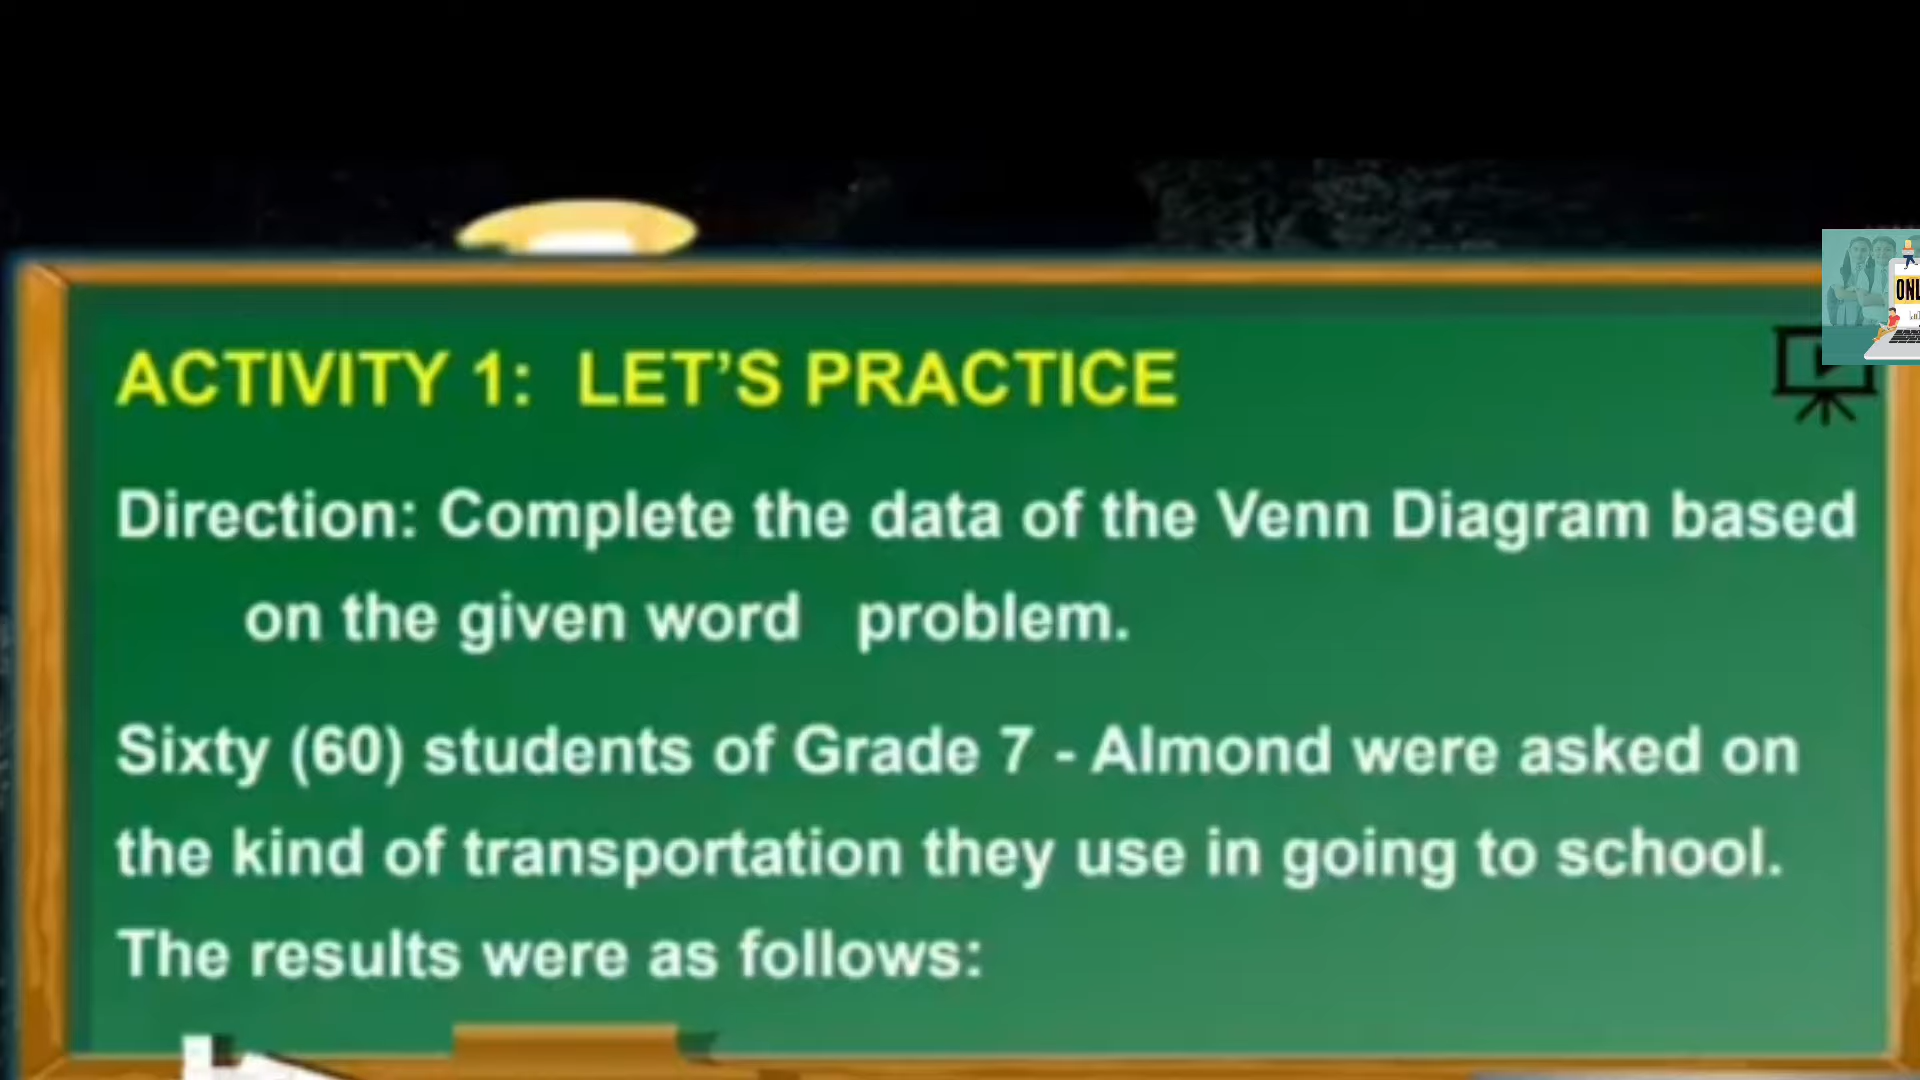 ACTIVITY 1: LET'S PRACTICE
Direction: Complete the data of the Venn Diagram based
on the given word problem.
Sixty (60) students of Grade 7 - Almond were asked on
the kind of transportation they use in going to school.
The results were as follows: